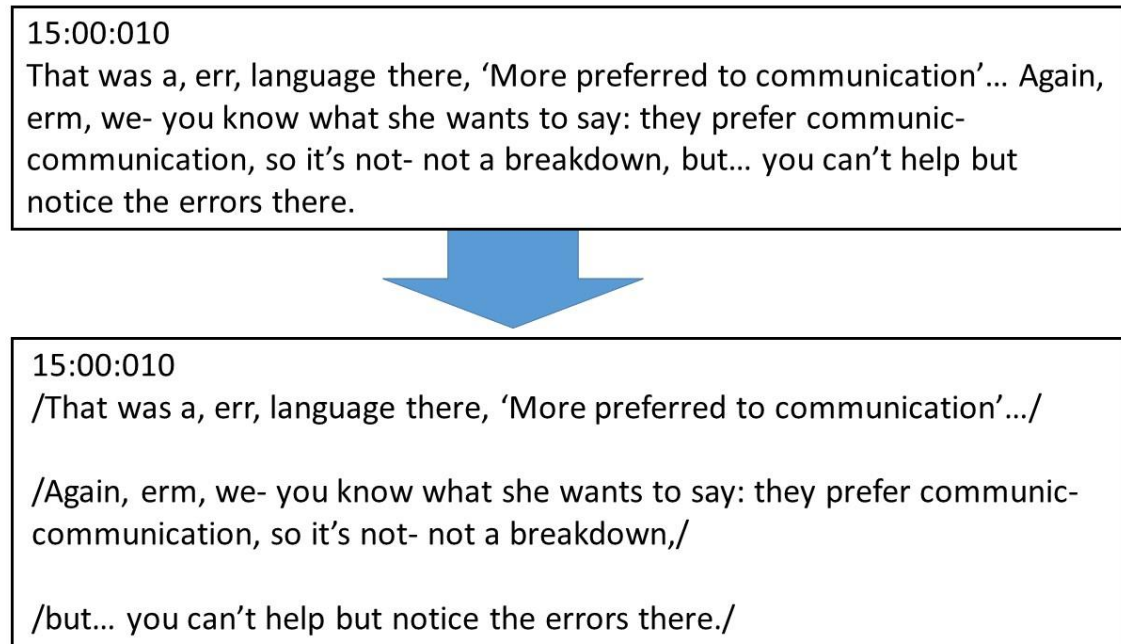 15:00:010
That was a, err, language there, ‘More preferred to communication’… Again,
erm, we- you know what she wants to say: they prefer communic-
communication, so it’s not- not a breakdown, but… you can’t help but
notice the errors there.
15:00:010
/That was a, err, language there, ‘More preferred to communication’…/
/Again, erm, we- you know what she wants to say: they prefer communic-
communication, so it’s not- not a breakdown,/
/but… you can’t help but notice the errors there./